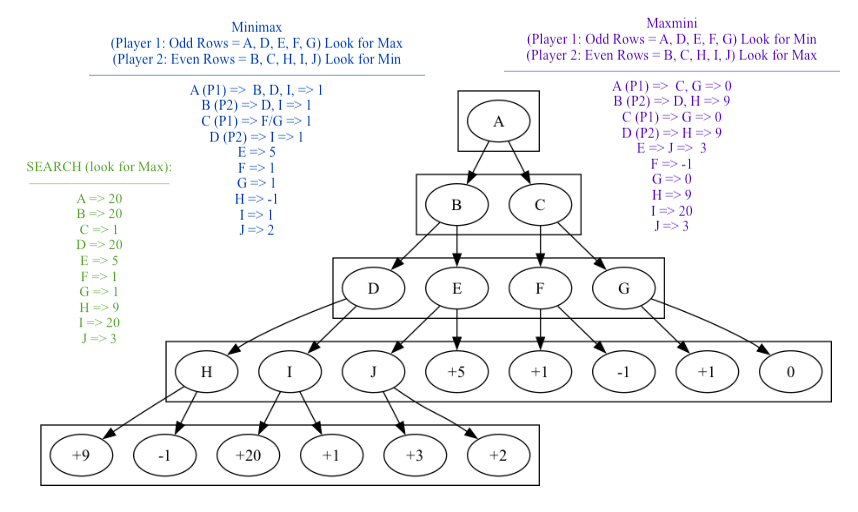 Minimax
(Player 1: Odd Rows = A, D, E, F, G) Look for Max
(Player 2: Even Rows = B, C, H, I, J) Look for Min
A (P1) => B, D, I, => 1
B (P2) => D, I => 1
C (P1) => F/G => 1
D (P2) => I => 1
E => 5
F => 1
G => 1
H => -1
I => 1
J => 2
Maxmini
(Player 1: Odd Rows = A, D, E, F, G) Look for Min
(Player 2: Even Rows = B, C, H, I, J) Look for Max
A (P1) => C, G => 0
B (P2) => D, H => 9
C (P1) => G => 0
D (P2) => H => 9
E => J => 3
F => -1
G => 0
H => 9
I => 20
J => 3
SEARCH (look for Max):
A => 20
B => 20
C => 1
D => 20
E => 5
F => 1
G => 1
H => 9
I => 20
J => 3
A
B C
D E F G
H I J +5 +1 -1 +1 0
+9 -1 +20 +1 +3 +2